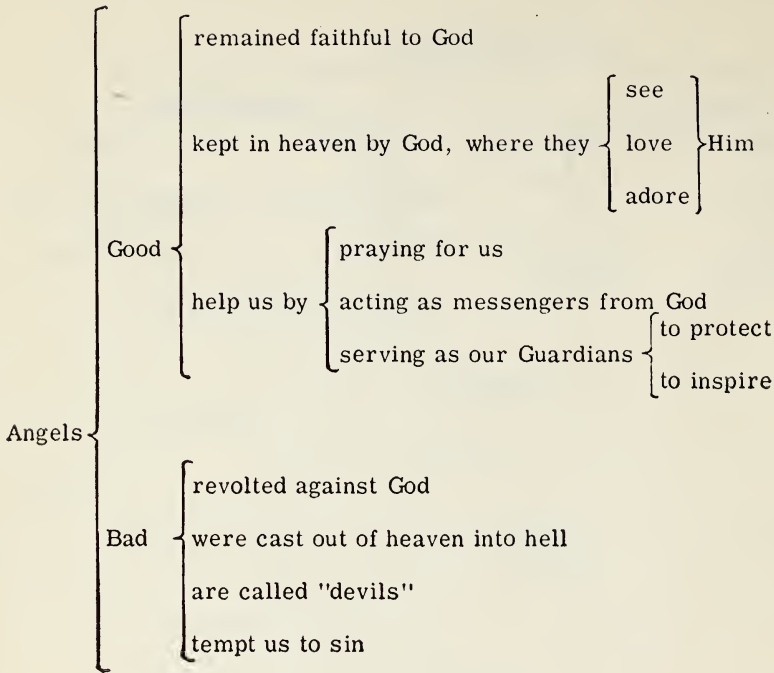 remained faithful to God
see
kept in heaven by God, where they love Him
adore
Good
praying for us
help us by acting as messengers from God
to protect
serving as our Guardians
to inspire
Angels
revolted against God
Bad were cast out of heaven into hell
are called "devils"
tempt us to sin